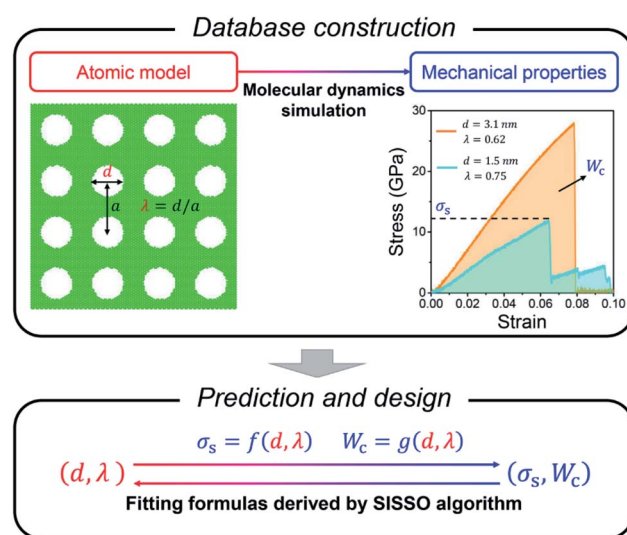 Database construction
Atomic model
Molecular dynamics
simulation
Mechanical properties
d
a
λ = d/a
Stress (GPa)
30
20
10
0
d = 3.1 nm
λ = 0.62
d = 1.5 nm
λ = 0.75
W_c
σ_s
0.00 0.02 0.04 0.06 0.08 0.10
Strain
Prediction and design
σ_s = f(d, λ) W_c = g(d, λ)
(d, λ)
(σ_s, W_c)
Fitting formulas derived by SISSO algorithm